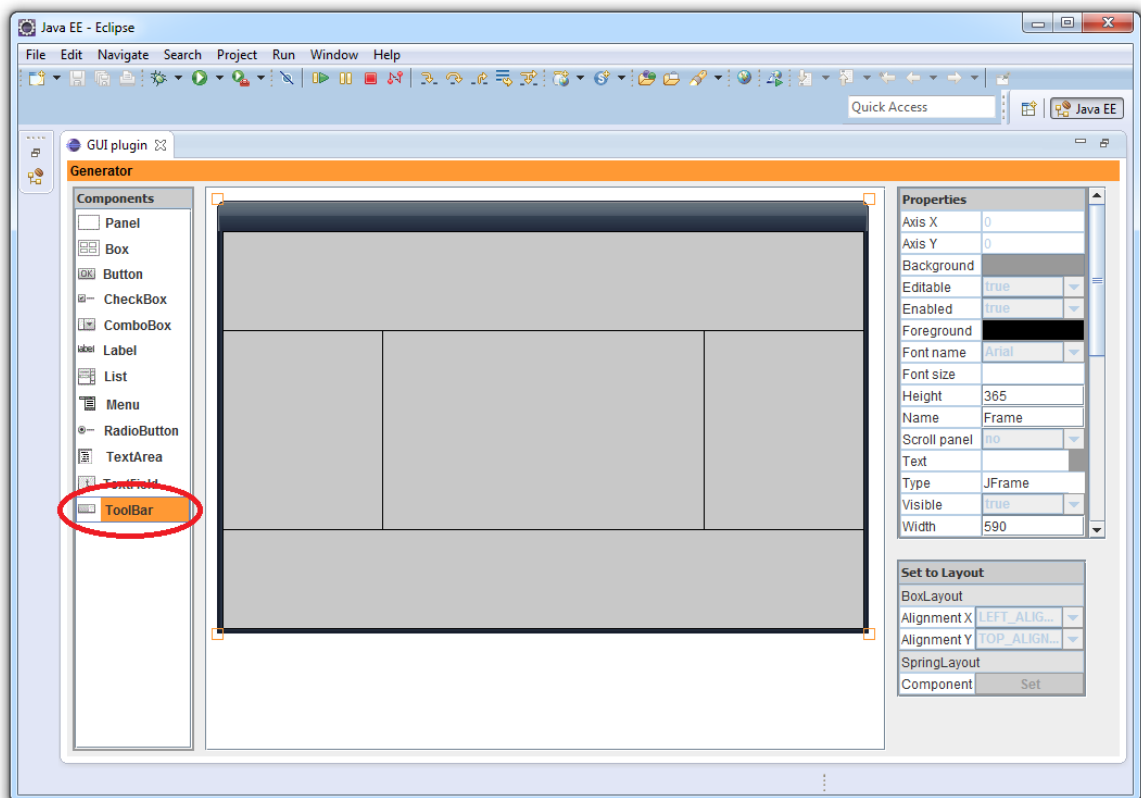 Java EE - Eclipse
File Edit Navigate Search Project Run Window Help
Quick Access
Java EE
GUI plugin
Generator
Components
Panel
Box
OK Button
CheckBox
ComboBox
label Label
List
Menu
RadioButton
TextArea
t TextField
ToolBar
Properties
Axis X 0
Axis Y 0
Background
Editable true
Enabled true
Foreground
Font name Arial
Font size
Height 365
Name Frame
Scroll panel no
Text
Type JFrame
Visible true
Width 590
Set to Layout
BoxLayout
Alignment X LEFT_ALIG...
Alignment Y TOP_ALIGN...
SpringLayout
Component Set